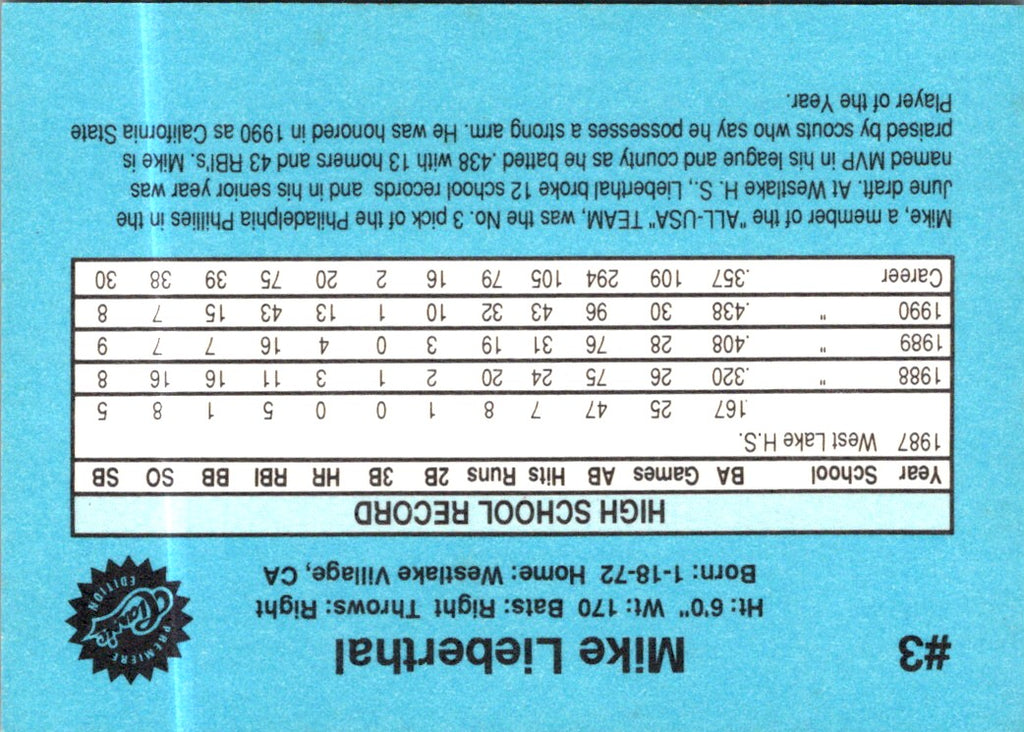 #3
Mike Lieberthal
Ht: 6'0" Wt: 170 Bats: Right Throws: Right
Born: 1-18-72 Home: Westlake Village, CA
PREMIERE
Classic
EDITION
HIGH SCHOOL RECORD
Year School BA Games AB Hits Runs 2B 3B HR RBI BB SO SB
1987 West Lake H.S.
.167 25 47 7 8 1 0 0 5 1 8 5
1988 " .320 26 75 24 20 2 1 3 11 16 16 8
1989 " .408 28 76 31 19 3 0 4 16 7 7 9
1990 " .438 30 96 43 32 10 1 13 43 15 7 8
Career .357 109 294 105 79 16 2 20 75 39 38 30
Mike, a member of the "ALL-USA" TEAM, was the No. 3 pick of the Philadelphia Phillies in the
June draft. At Westlake H. S., Lieberthal broke 12 school records and in his senior year was
named MVP in his league and county as he batted .438 with 13 homers and 43 RBI's. Mike is
praised by scouts who say he possesses a strong arm. He was honored in 1990 as California State
Player of the Year.